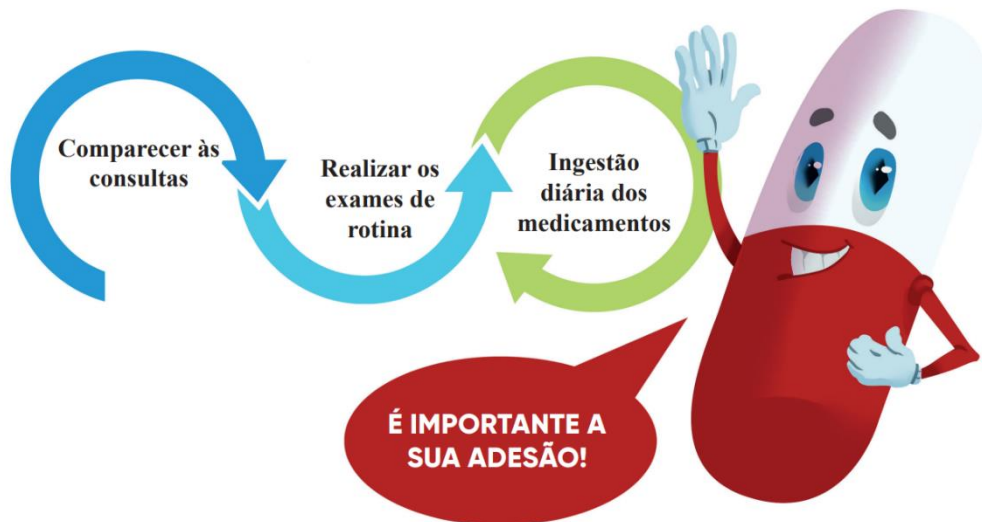 Comparecer às
consultas
Realizar os
exames de
rotina
Ingestão
diária dos
medicamentos
É IMPORTANTE A
SUA ADESÃO!